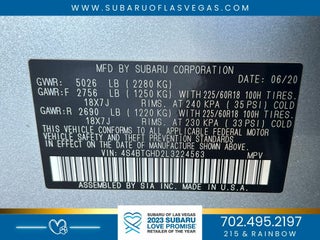 WWW.SUBARUOFLASVEGAS.COM
MFD BY SUBARU CORPORATION 06/20
GVWR: 5026 LB (2280 KG)
GAWR:F 2756 LB (1250 KG) WITH 225/60R18 100H TIRES,
18X7J RIMS, AT 240 KPA ( 35 PSI) COLD.
GAWR:R 2690 LB (1220 KG) WITH 225/60R18 100H TIRES,
18X7J RIMS, AT 230 KPA ( 33 PSI) COLD.
THIS VEHICLE CONFORMS TO ALL APPLICABLE FEDERAL MOTOR VEHICLE
SAFETY, BUMPER, AND THEFT PREVENTION STANDARDS IN EFFECT ON
THE DATE OF MANUFACTURE SHOWN ABOVE.
VIN: 4S4BTGHD2L3224563 MPV
ASSEMBLED BY SIA INC. MADE IN U.S.A.
SUBARU OF LAS VEGAS
2023 SUBARU
LOVE PROMISE
RETAILER OF THE YEAR
702.495.2197
215 & RAINBOW